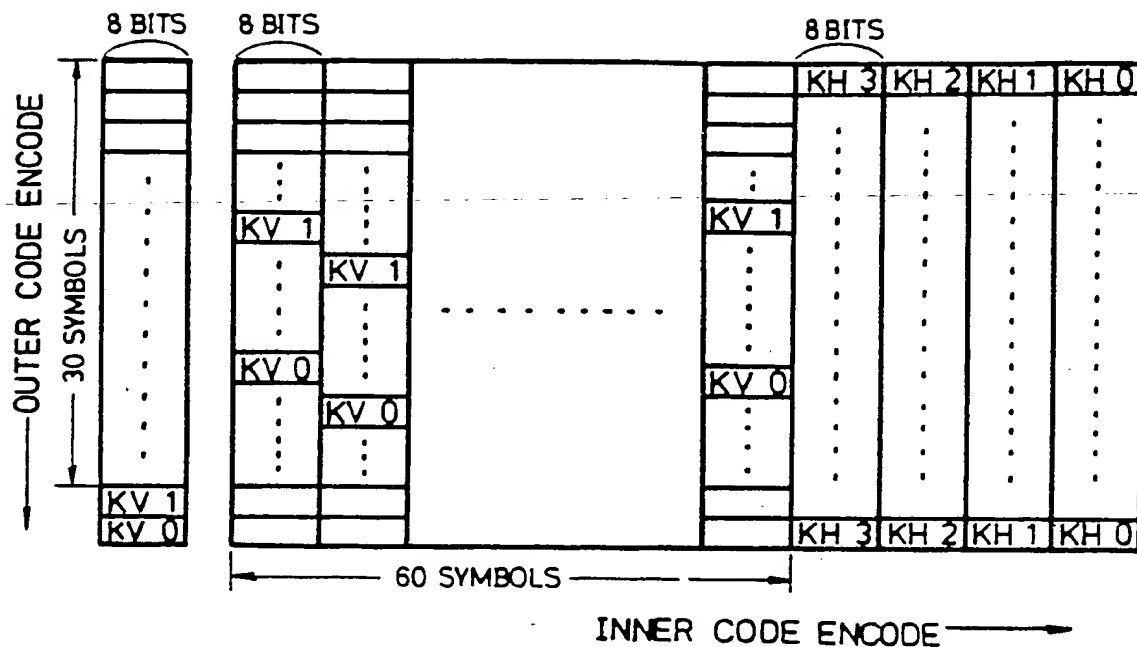 8 BITS 8 BITS 8 BITS
KH 3 KH 2 KH 1 KH 0
OUTER CODE ENCODE
30 SYMBOLS
KV 1 KV 1
KV 1
KV 0 KV 0
KV 0
KV 1
KV 0 KH 3 KH 2 KH 1 KH 0
60 SYMBOLS
INNER CODE ENCODE